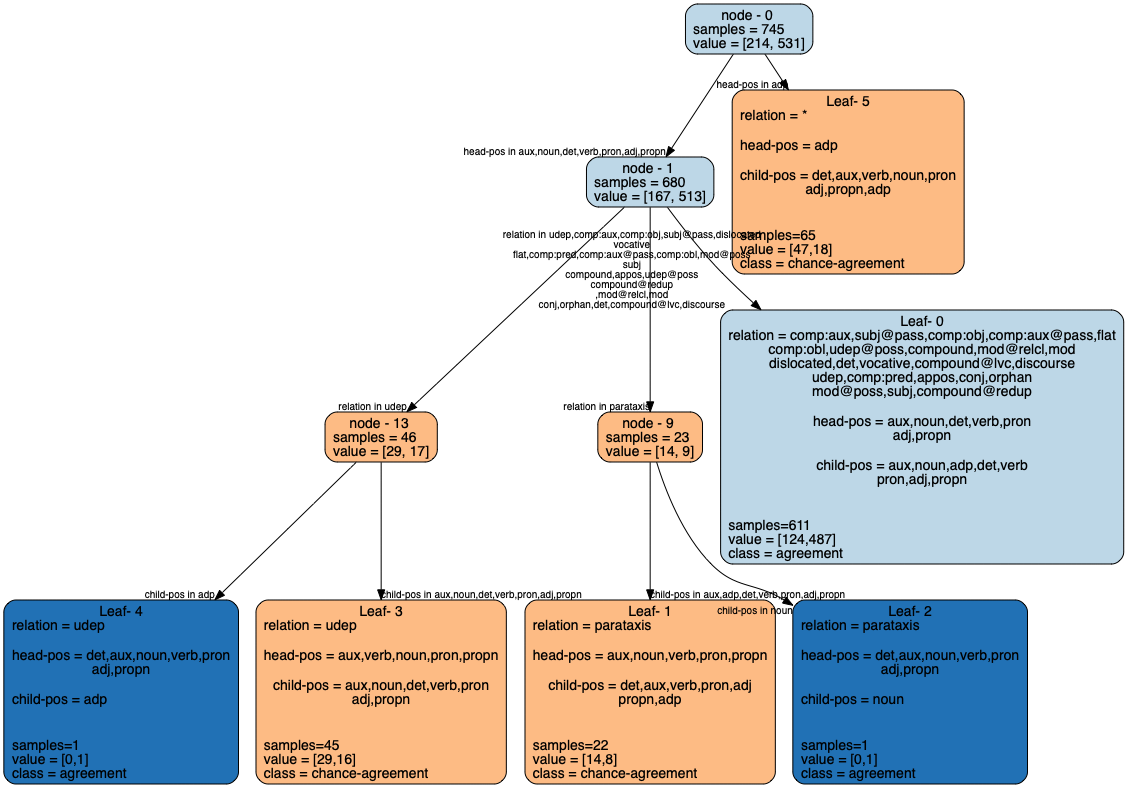 node - 0
samples = 745
value = [214, 531]
head-pos in adp
Leaf- 5
relation = *
head-pos = adp
child-pos = det,aux,verb,noun,pron
adj,propn,adp
samples=65
value = [47,18]
class = chance-agreement
head-pos in aux,noun,det,verb,pron,adj,propn
node - 1
samples = 680
value = [167, 513]
relation in udep,comp:aux,comp:obj,subj@pass,dislocated
vocative
flat,comp:pred,comp:aux@pass,comp:obl,mod@poss
subj
compound,appos,udep@poss
compound@redup
,mod@relcl,mod
conj,orphan,det,compound@lvc,discourse
Leaf- 0
relation = comp:aux,subj@pass,comp:obj,comp:aux@pass,flat
comp:obl,udep@poss,compound,mod@relcl,mod
dislocated,det,vocative,compound@lvc,discourse
udep,comp:pred,appos,conj,orphan
mod@poss,subj,compound@redup
head-pos = aux,noun,det,verb,pron
adj,propn
child-pos = aux,noun,adp,det,verb
pron,adj,propn
samples=611
value = [124,487]
class = agreement
relation in udep
node - 13
samples = 46
value = [29, 17]
relation in parataxis
node - 9
samples = 23
value = [14, 9]
child-pos in adp
Leaf- 4
relation = udep
head-pos = det,aux,noun,verb,pron
adj,propn
child-pos = adp
samples=1
value = [0,1]
class = agreement
child-pos in aux,noun,det,verb,pron,adj,propn
Leaf- 3
relation = udep
head-pos = aux,verb,noun,pron,propn
child-pos = aux,noun,det,verb,pron
adj,propn
samples=45
value = [29,16]
class = chance-agreement
child-pos in aux,adp,det,verb,pron,adj,propn
Leaf- 1
relation = parataxis
head-pos = aux,noun,verb,pron,propn
child-pos = det,aux,verb,pron,adj
propn,adp
samples=22
value = [14,8]
class = chance-agreement
child-pos in noun
Leaf- 2
relation = parataxis
head-pos = det,aux,noun,verb,pron
adj,propn
child-pos = noun
samples=1
value = [0,1]
class = agreement